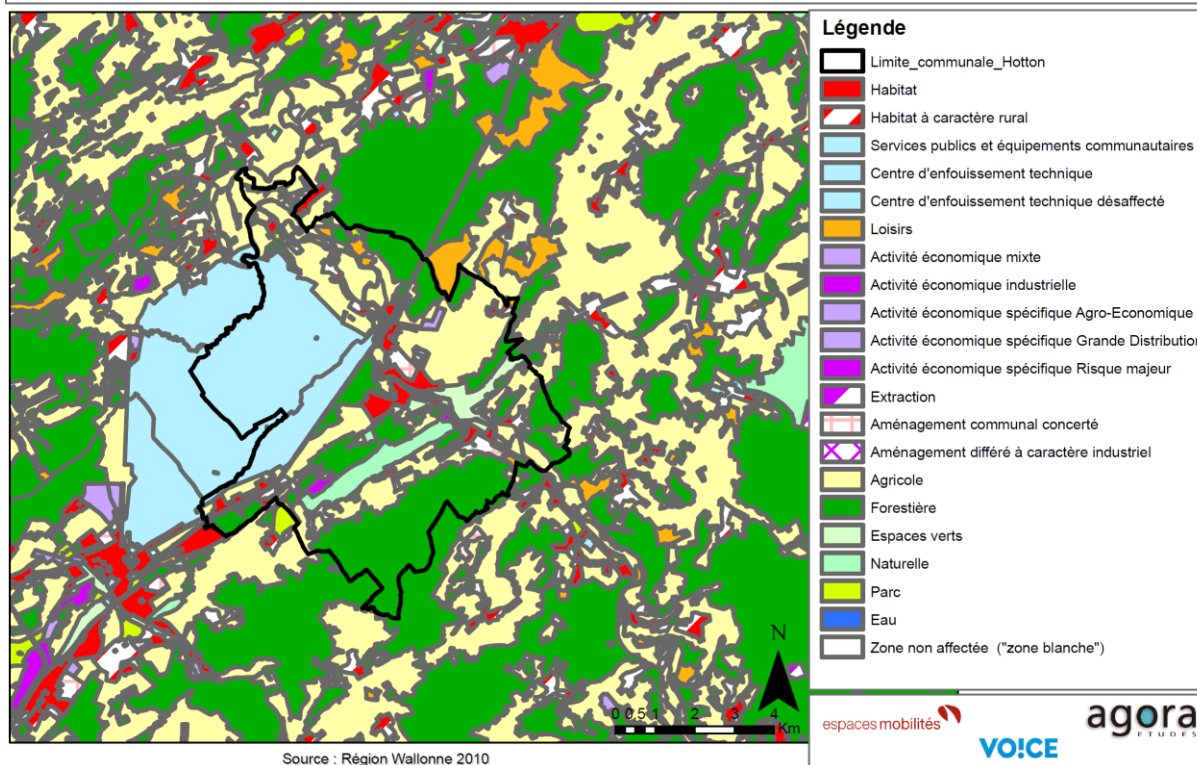 Légende
Limite_communale_Hotton
Habitat
Habitat à caractère rural
Services publics et équipements communautaires
Centre d'enfouissement technique
Centre d'enfouissement technique désaffecté
Loisirs
Activité économique mixte
Activité économique industrielle
Activité économique spécifique Agro-Economique
Activité économique spécifique Grande Distribution
Activité économique spécifique Risque majeur
Extraction
Aménagement communal concerté
Aménagement différé à caractère industriel
Agricole
Forestière
Espaces verts
Naturelle
Parc
Eau
Zone non affectée ("zone blanche")
N
0 0,5 1 2 3 4
Km
espaces mobilités
VO!CE
agora
ETUDES
Source : Région Wallonne 2010